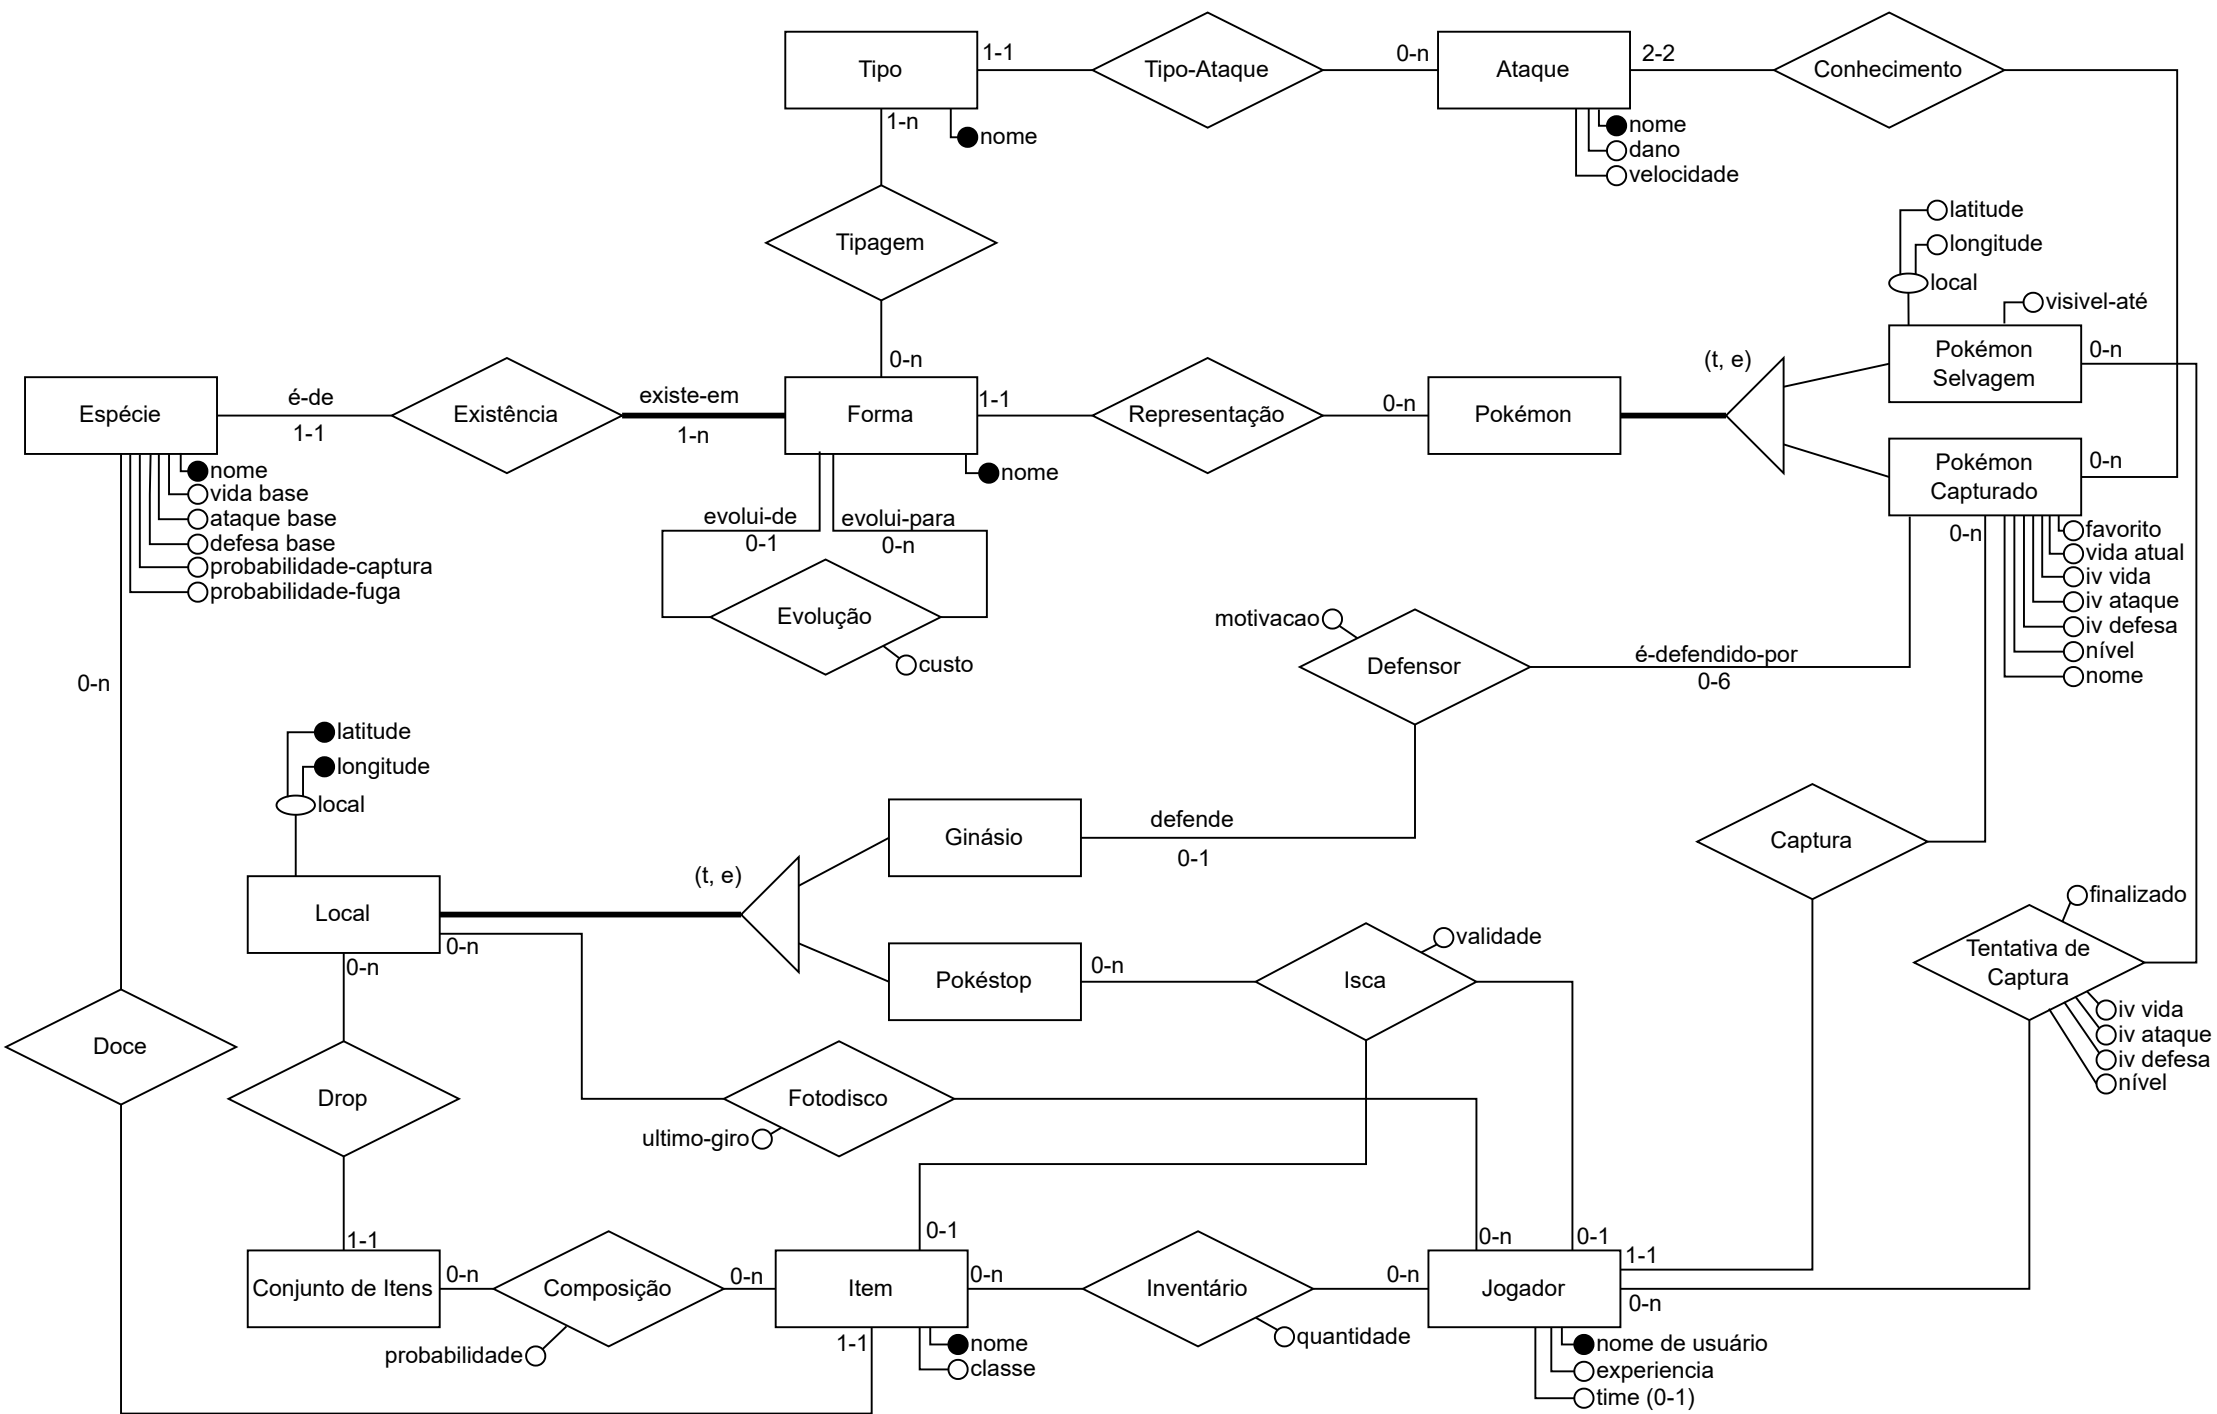 Tipo
1-1
Tipo-Ataque
0-n
Ataque
2-2
Conhecimento
1-n
nome
nome
dano
velocidade
Tipagem
0-n
latitude
longitude
local
visivel-até
Pokémon
Selvagem
0-n
(t, e)
Espécie
é-de
1-1
Existência
existe-em
1-n
Forma
1-1
Representação
0-n
Pokémon
Pokémon
Capturado
0-n
0-n
nome
vida base
ataque base
defesa base
probabilidade-captura
probabilidade-fuga
nome
evolui-de
0-1
evolui-para
0-n
Evolução
custo
favorito
vida atual
iv vida
iv ataque
iv defesa
nível
nome
motivacao
Defensor
é-defendido-por
0-6
0-n
latitude
longitude
local
Ginásio
defende
0-1
Captura
(t, e)
Local
0-n
0-n
Pokéstop
0-n
Isca
validade
finalizado
Tentativa de
Captura
iv vida
iv ataque
iv defesa
nível
Doce
Drop
Fotodisco
ultimo-giro
1-1
0-1
0-n
0-1
1-1
Conjunto de Itens
0-n
Composição
0-n
Item
0-n
Inventário
0-n
Jogador
0-n
probabilidade
1-1
nome
classe
quantidade
nome de usuário
experiencia
time (0-1)